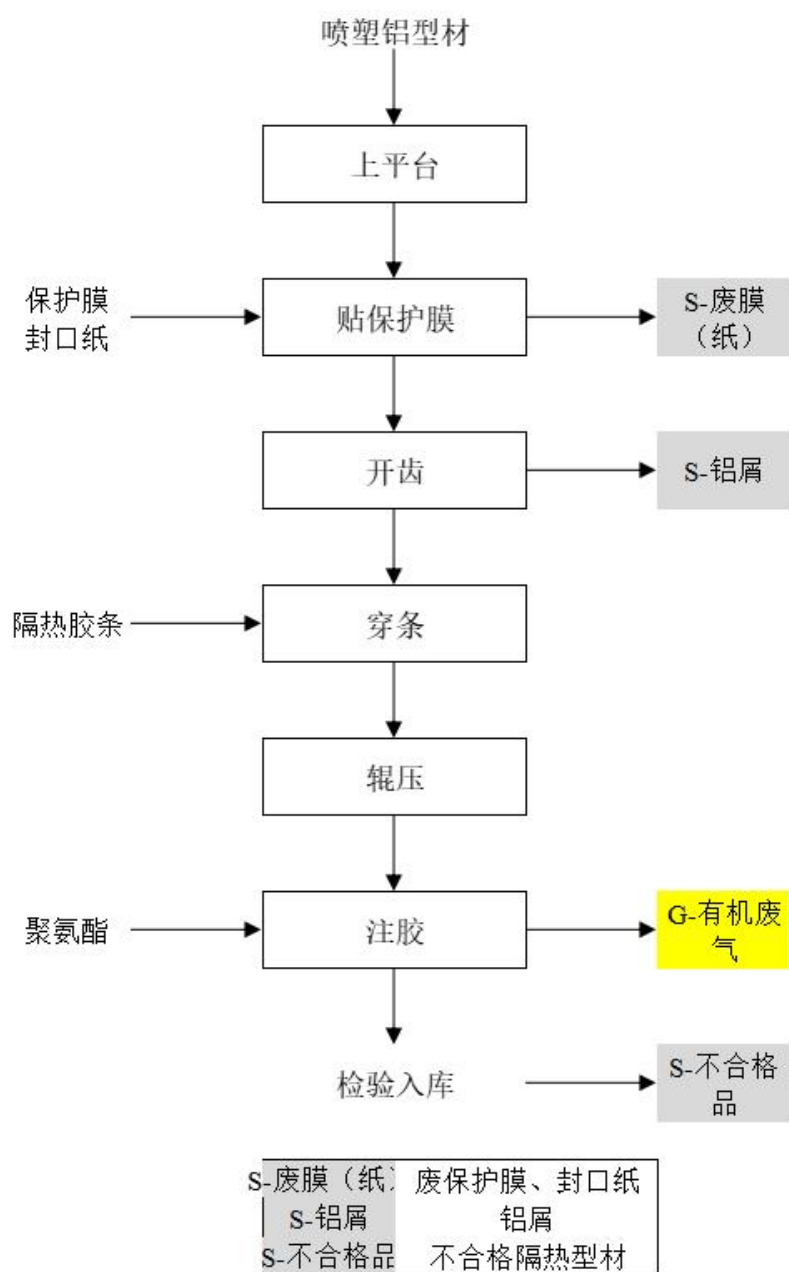 喷塑铝型材
上平台
保护膜
封口纸
贴保护膜
S-废膜
（纸）
开齿
S-铝屑
隔热胶条
穿条
辊压
聚氨酯
注胶
G-有机废
气
检验入库
S-不合格
品
S-废膜（纸） 废保护膜、封口纸
S-铝屑 铝屑
S-不合格品 不合格隔热型材